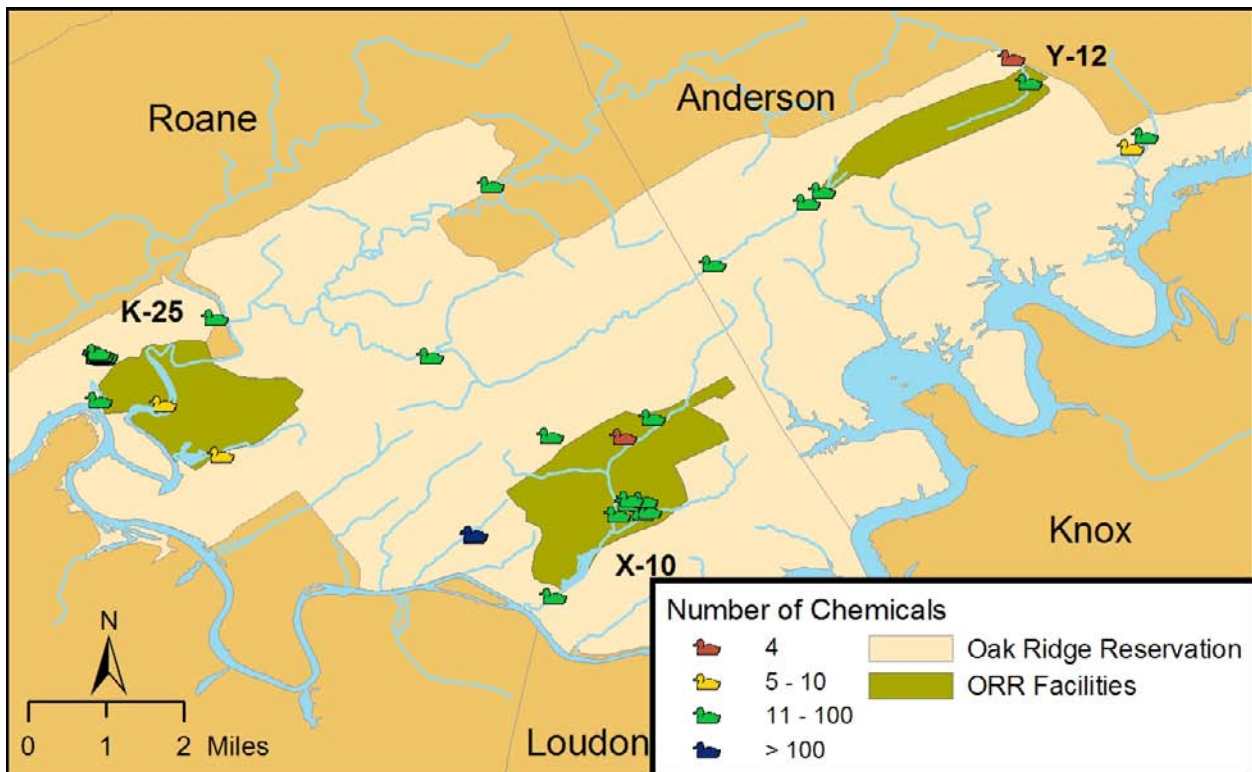 Y-12
Anderson
Roane
K-25
Knox
X-10
Loudon
N
0 1 2 Miles
Number of Chemicals
4
5 - 10
11 - 100
> 100
Oak Ridge Reservation
ORR Facilities